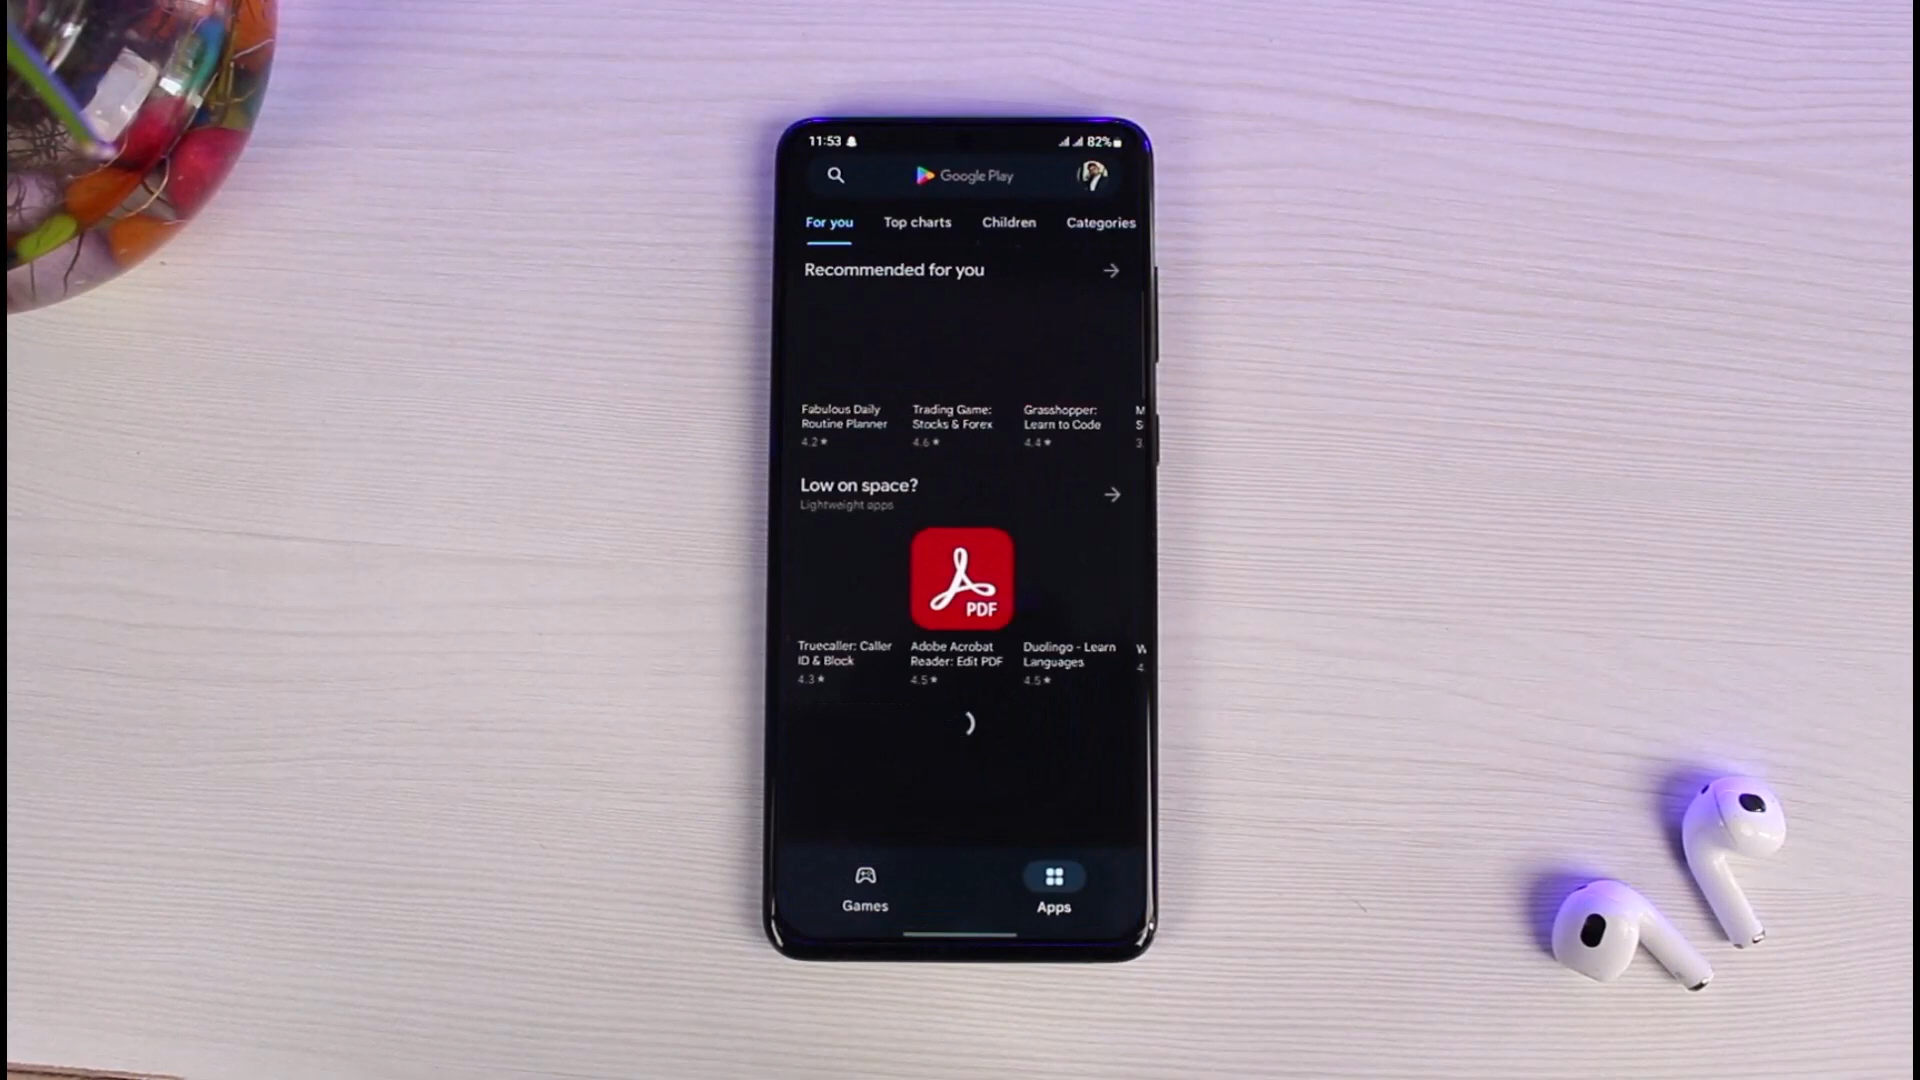 11:53
82%
Google Play
For you Top charts Children Categories
Recommended for you
Fabulous Daily Routine Planner
4.2★
Trading Game: Stocks & Forex
4.6★
Grasshopper: Learn to Code
4.4★
M
S
3.
Low on space?
Lightweight apps
PDF
Truecaller: Caller ID & Block
4.3★
Adobe Acrobat Reader: Edit PDF
4.5★
Duolingo - Learn Languages
4.5★
W
4.
Games
Apps